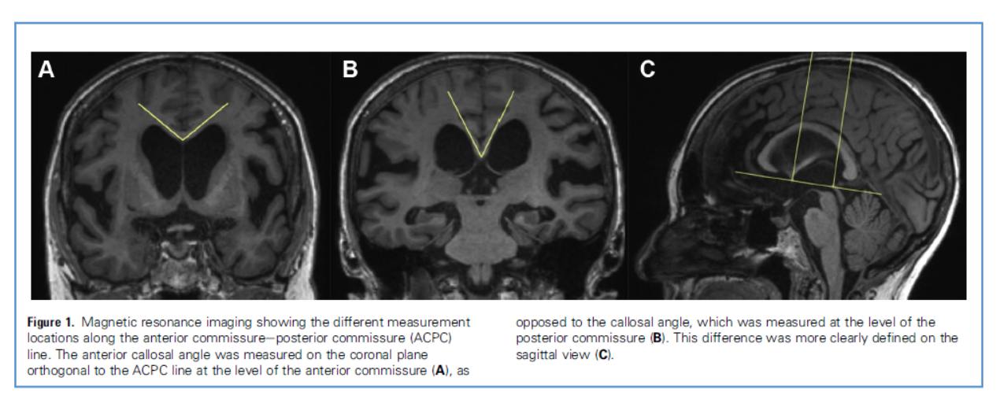 A
B
C
Figure 1. Magnetic resonance imaging showing the different measurement
locations along the anterior commissure—posterior commissure (ACPC)
line. The anterior callosal angle was measured on the coronal plane
orthogonal to the ACPC line at the level of the anterior commissure (A), as
opposed to the callosal angle, which was measured at the level of the
posterior commissure (B). This difference was more clearly defined on the
sagittal view (C).